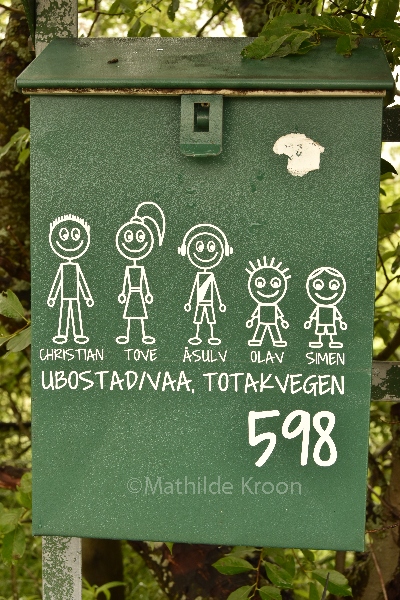 CHRISTIAN TOVE ÅSULV OLAV SIMEN
UBOSTAD/VAA, TOTAKVEGEN
598
©Mathilde Kroon